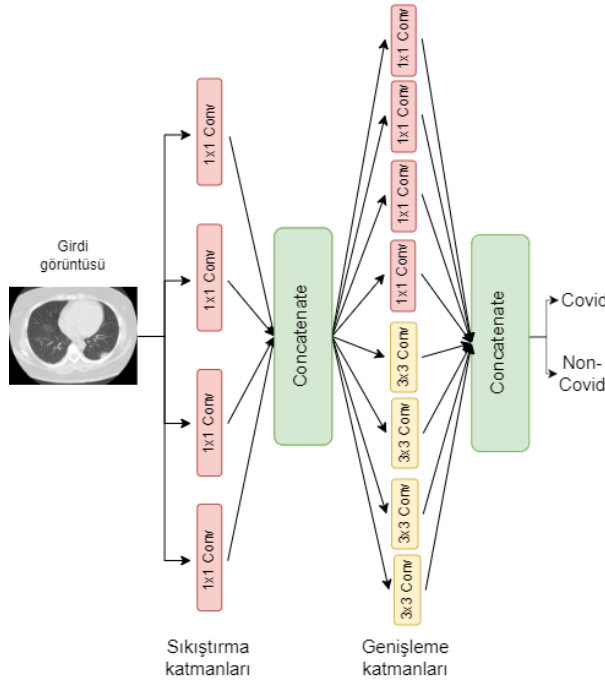 Girdi
görüntüsü
1x1 Conv
1x1 Conv
1x1 Conv
1x1 Conv
Sıkıştırma
katmanları
Concatenate
1x1 Conv
1x1 Conv
1x1 Conv
1x1 Conv
3x3 Conv
3x3 Conv
3x3 Conv
3x3 Conv
Genişleme
katmanları
Concatenate
Covid
Non-
Covid